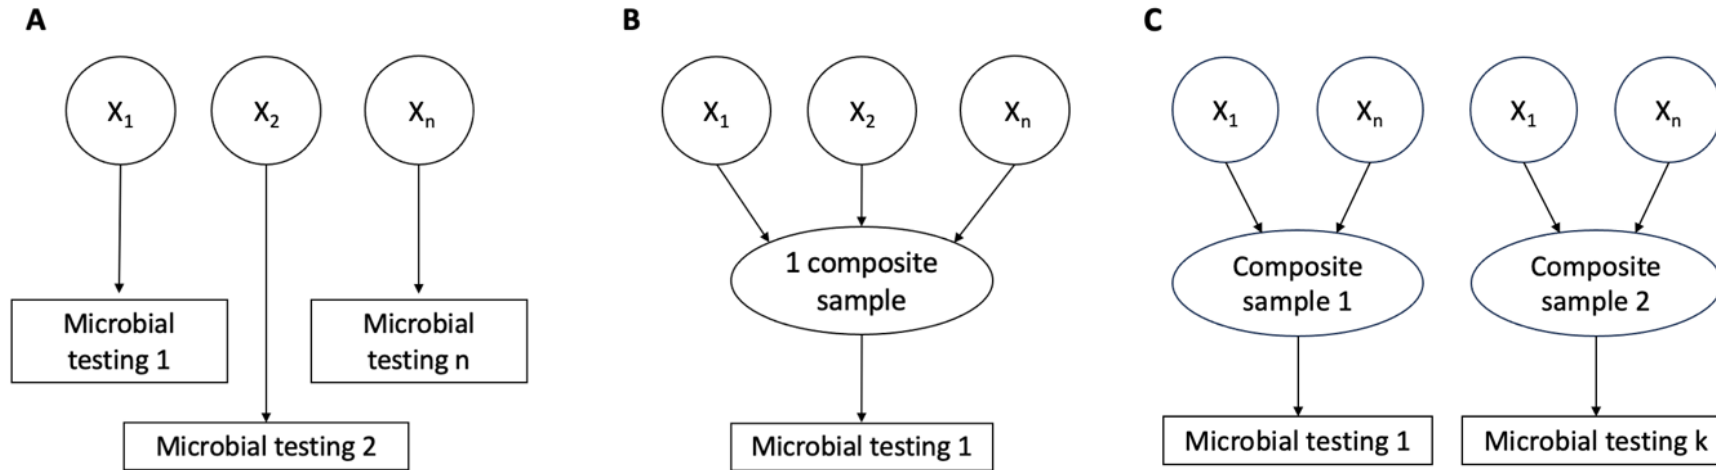 A
X₁
X₂
Xₙ
Microbial
testing 1
Microbial
testing n
Microbial testing 2
B
X₁
X₂
Xₙ
1 composite
sample
Microbial testing 1
C
X₁
Xₙ
X₁
Xₙ
Composite
sample 1
Composite
sample 2
Microbial testing 1
Microbial testing k